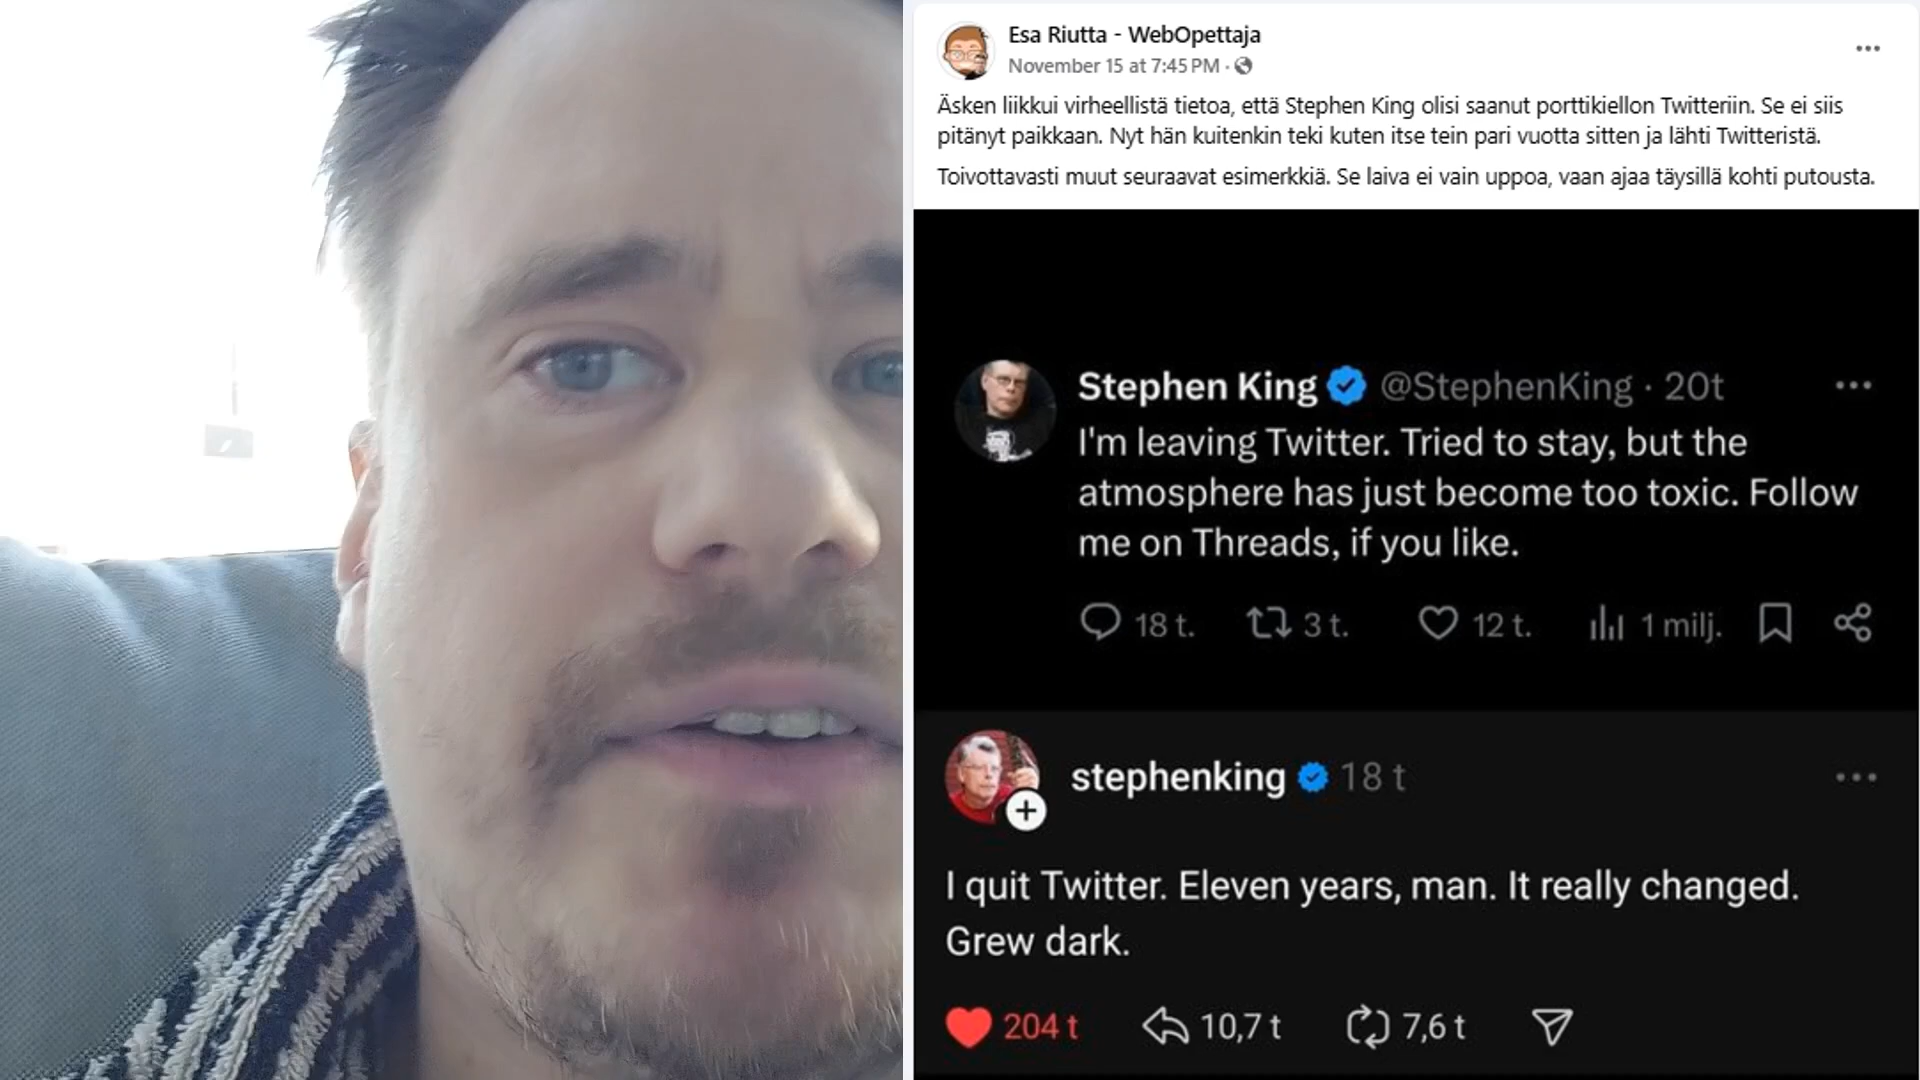 Esa Riutta - WebOpettaja
November 15 at 7:45 PM ·
Äsken liikkui virheellistä tietoa, että Stephen King olisi saanut porttikiellon Twitteriin. Se ei siis
pitänyt paikkaan. Nyt hän kuitenkin teki kuten itse tein pari vuotta sitten ja lähti Twitteristä.
Toivottavasti muut seuraavat esimerkkiä. Se laiva ei vain uppoa, vaan ajaa täysillä kohti putousta.
Stephen King @StephenKing · 20t
I'm leaving Twitter. Tried to stay, but the
atmosphere has just become too toxic. Follow
me on Threads, if you like.
18 t. 3 t. 12 t. 1 milj.
stephenking 18 t
I quit Twitter. Eleven years, man. It really changed.
Grew dark.
204 t 10,7 t 7,6 t